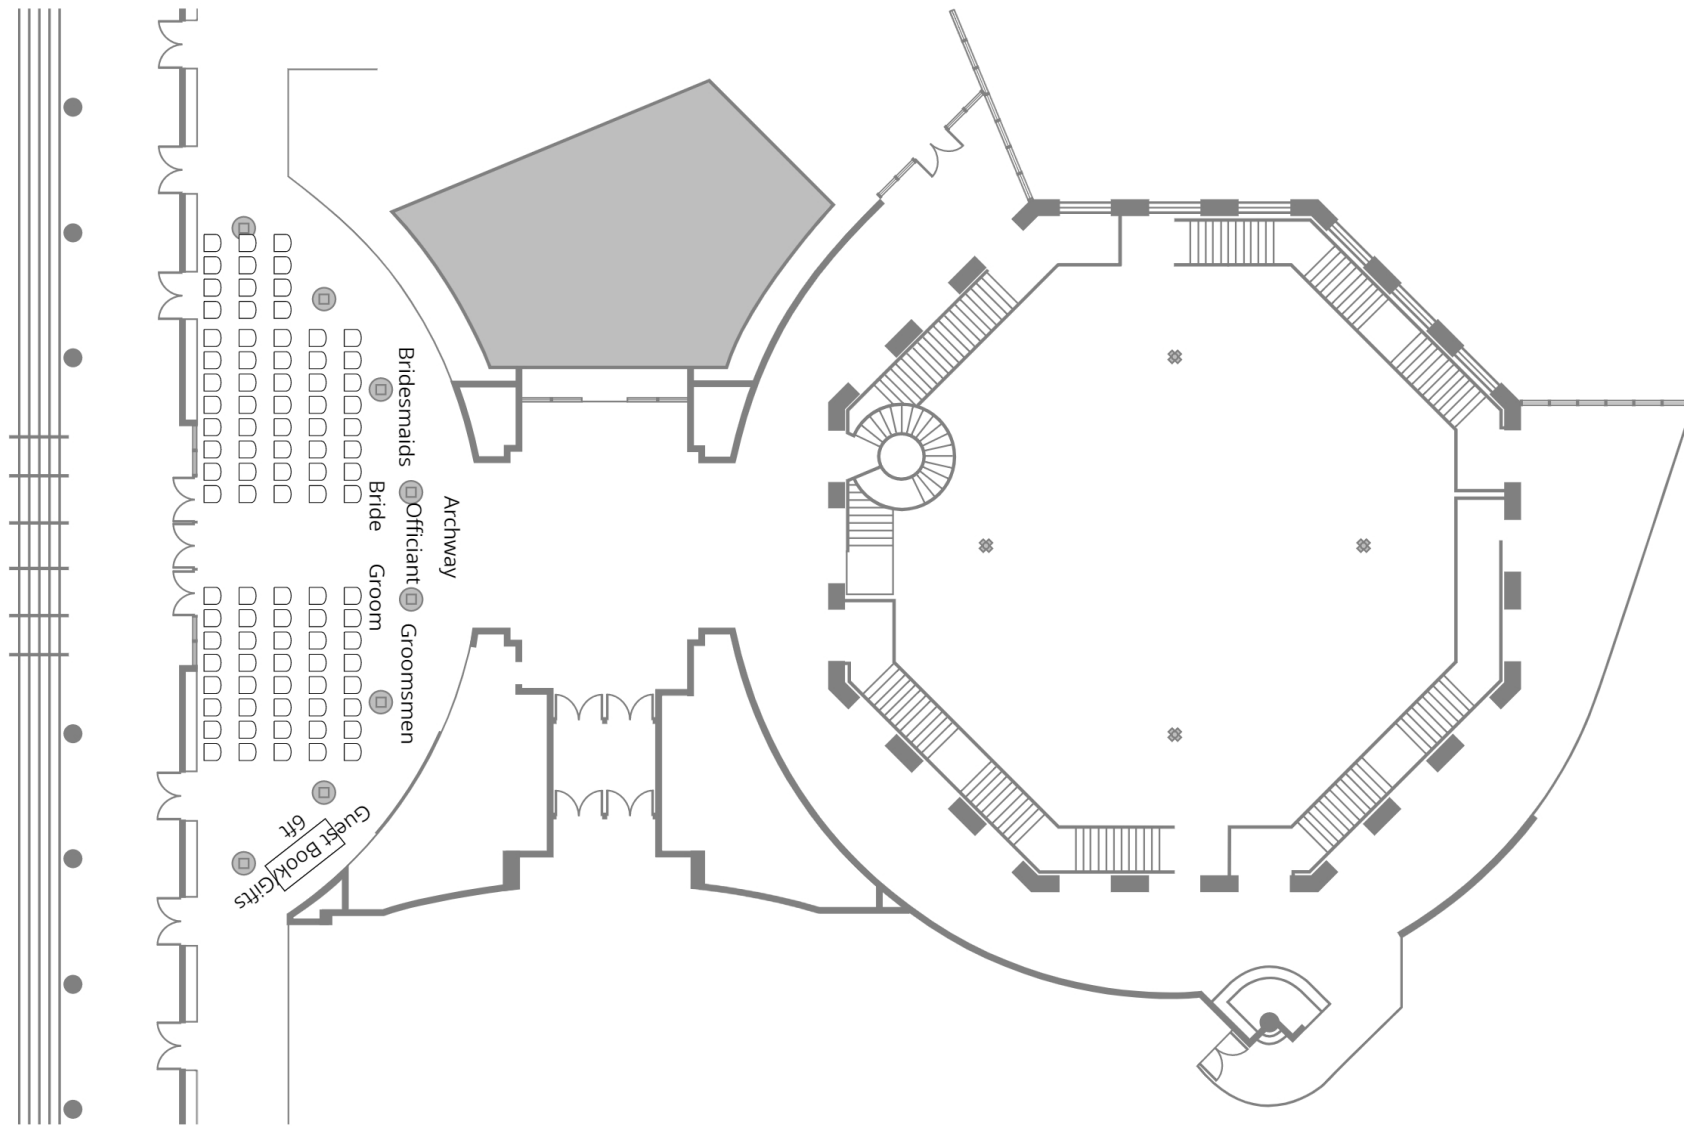 Bridesmaids
Bride
Officiant
Archway
Groom
Groomsmen
6ft
Guest Book/Gifts